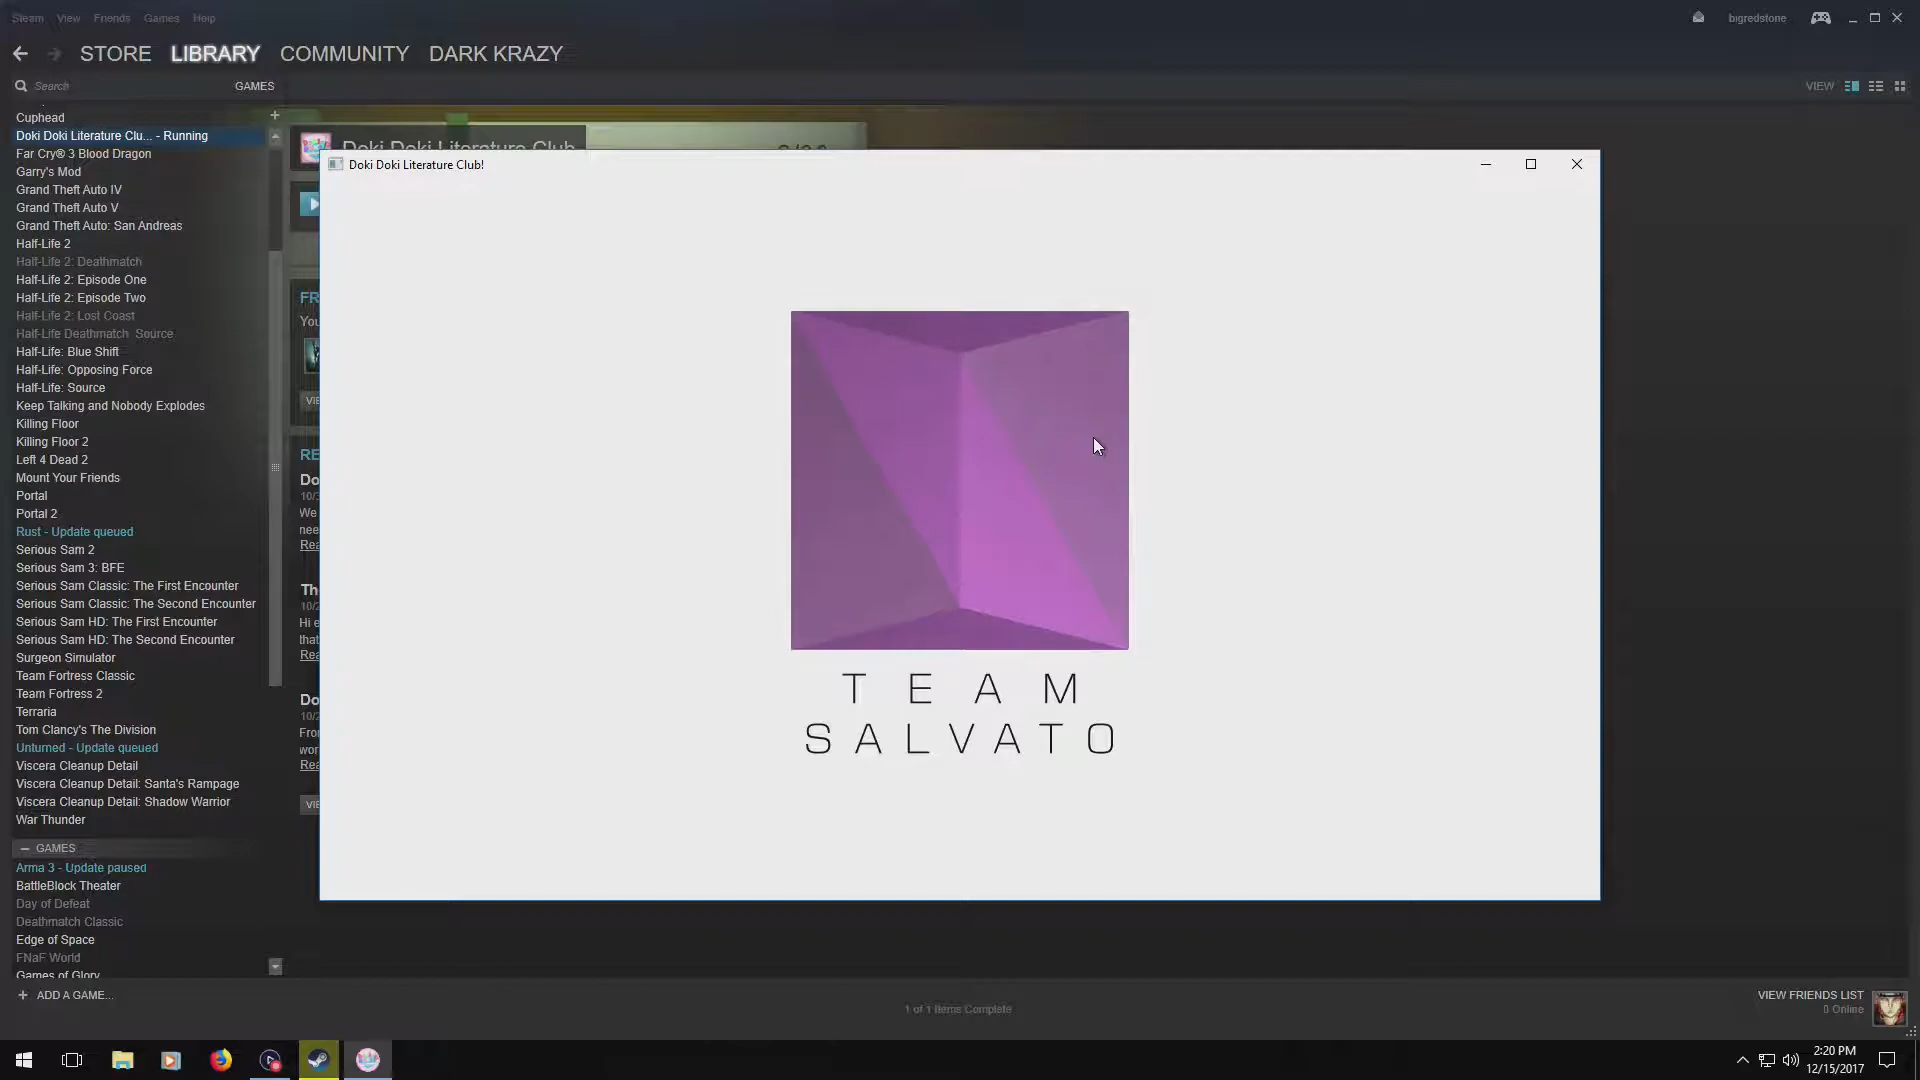 Steam View Friends Games Help
bigredstone
STORE LIBRARY COMMUNITY DARK KRAZY
Search
GAMES
VIEW
Cuphead
Doki Doki Literature Clu... - Running
Far Cry® 3 Blood Dragon
Garry's Mod
Grand Theft Auto IV
Grand Theft Auto V
Grand Theft Auto: San Andreas
Half-Life 2
Half-Life 2: Deathmatch
Half-Life 2: Episode One
Half-Life 2: Episode Two
Half-Life 2: Lost Coast
Half-Life Deathmatch Source
Half-Life: Blue Shift
Half-Life: Opposing Force
Half-Life: Source
Keep Talking and Nobody Explodes
Killing Floor
Killing Floor 2
Left 4 Dead 2
Mount Your Friends
Portal
Portal 2
Rust - Update queued
Serious Sam 2
Serious Sam 3: BFE
Serious Sam Classic: The First Encounter
Serious Sam Classic: The Second Encounter
Serious Sam HD: The First Encounter
Serious Sam HD: The Second Encounter
Surgeon Simulator
Team Fortress Classic
Team Fortress 2
Terraria
Tom Clancy's The Division
Unturned - Update queued
Viscera Cleanup Detail
Viscera Cleanup Detail: Santa's Rampage
Viscera Cleanup Detail: Shadow Warrior
War Thunder
GAMES
Arma 3 - Update paused
BattleBlock Theater
Day of Defeat
Deathmatch Classic
Edge of Space
FNaF World
Games of Glory
ADD A GAME...
Doki Doki Literature Club
Doki Doki Literature Club!
TEAM
SALVATO
1 of 1 Items Complete
VIEW FRIENDS LIST
0 Online
2:20 PM
12/15/2017